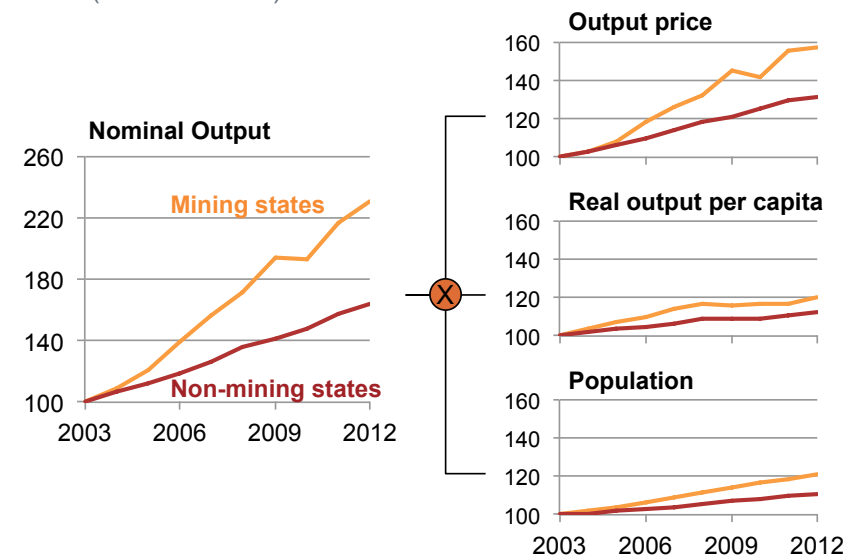 Nominal Output
260
220
180
140
100
Mining states
Non-mining states
2003 2006 2009 2012
X
Output price
160
140
120
100
Real output per capita
160
140
120
100
Population
160
140
120
100
2003 2006 2009 2012